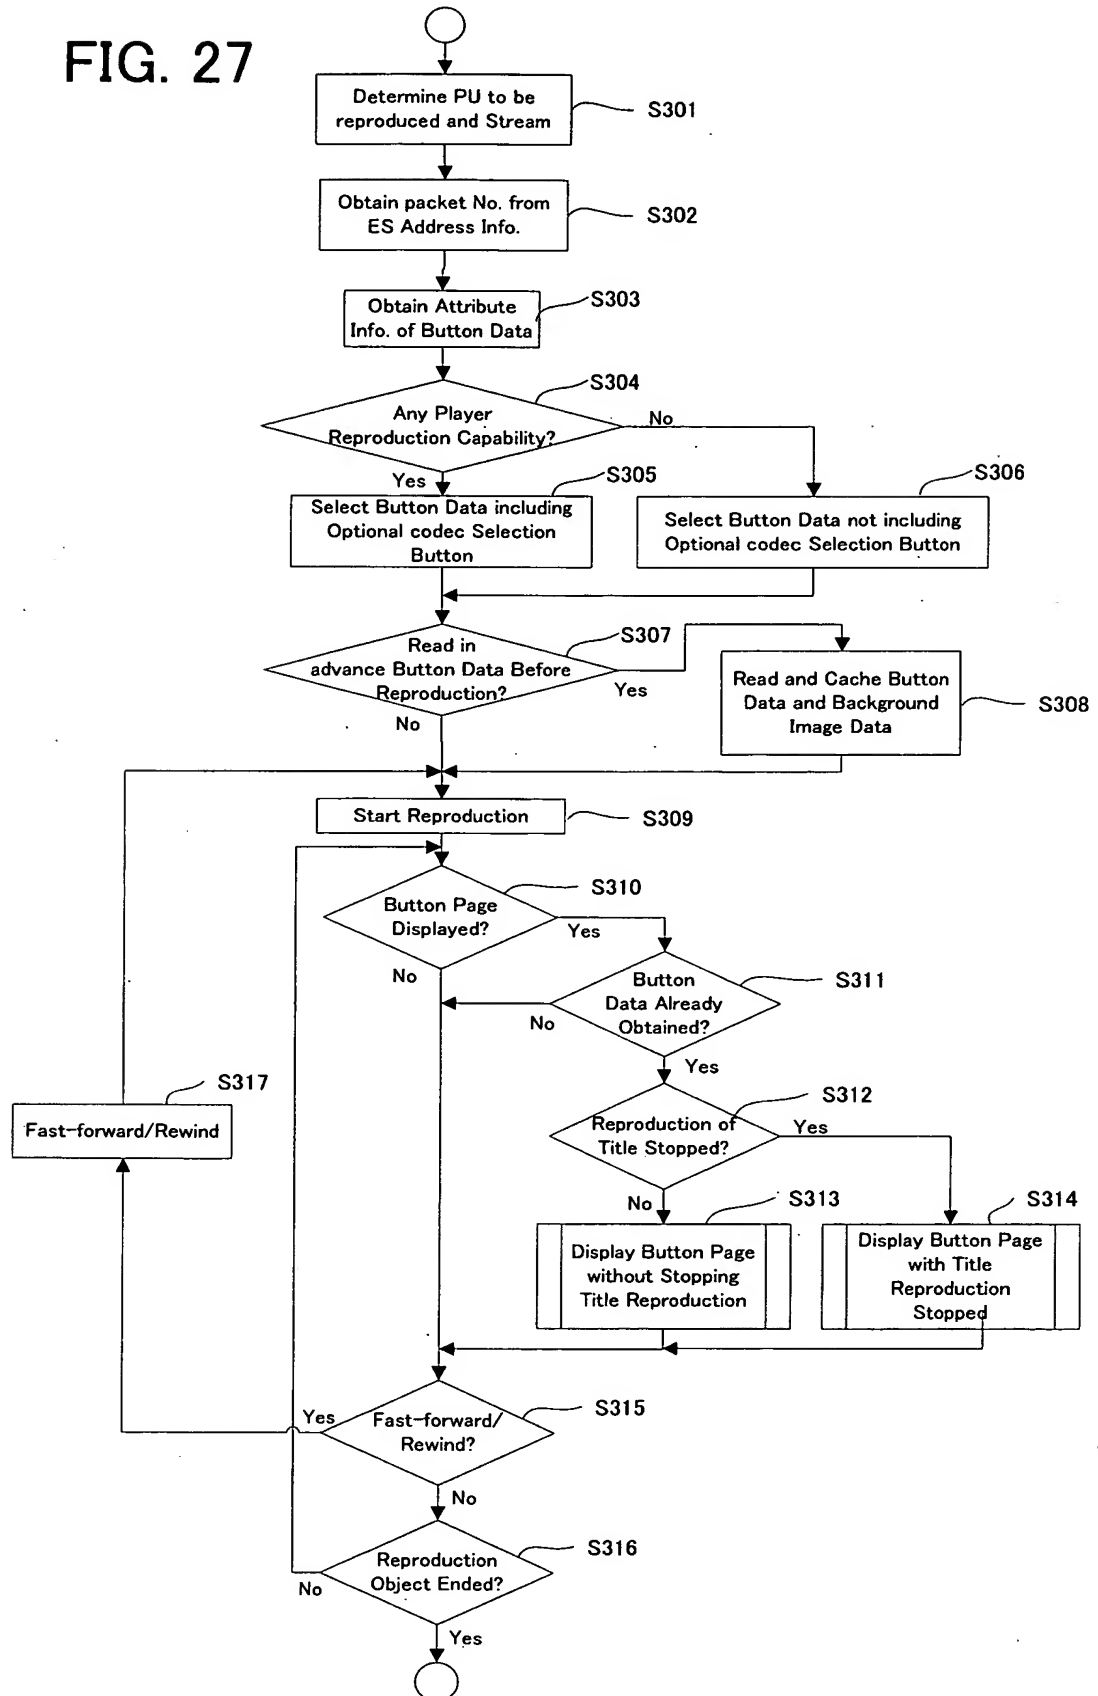 FIG. 27
Determine PU to be
reproduced and Stream
S301
Obtain packet No. from
ES Address Info.
S302
Obtain Attribute
Info. of Button Data
S303
Any Player
Reproduction Capability?
S304
No
Yes
Select Button Data including
Optional codec Selection
Button
S305
Select Button Data not including
Optional codec Selection Button
S306
Read in
advance Button Data Before
Reproduction?
S307
Yes
No
Read and Cache Button
Data and Background
Image Data
S308
Start Reproduction
S309
Button Page
Displayed?
S310
Yes
No
Button
Data Already
Obtained?
S311
No
Yes
Reproduction of
Title Stopped?
S312
Yes
No
Display Button Page
without Stopping
Title Reproduction
S313
Display Button Page
with Title
Reproduction
Stopped
S314
Fast-forward/Rewind
S317
Fast-forward/
Rewind?
S315
Yes
No
Reproduction
Object Ended?
S316
No
Yes